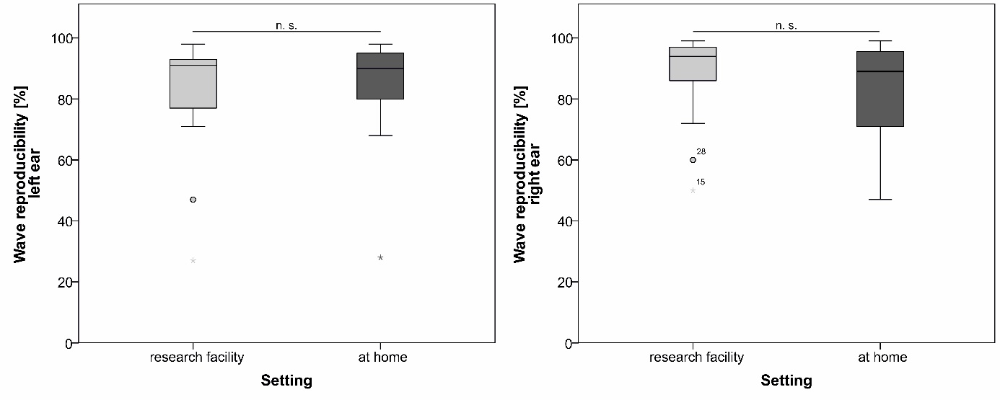 n. s.
100
80
60
40
20
0
Wave reproducibility [%]
left ear
research facility
at home
Setting
n. s.
100
80
60
40
20
0
Wave reproducibility [%]
right ear
28
15
research facility
at home
Setting